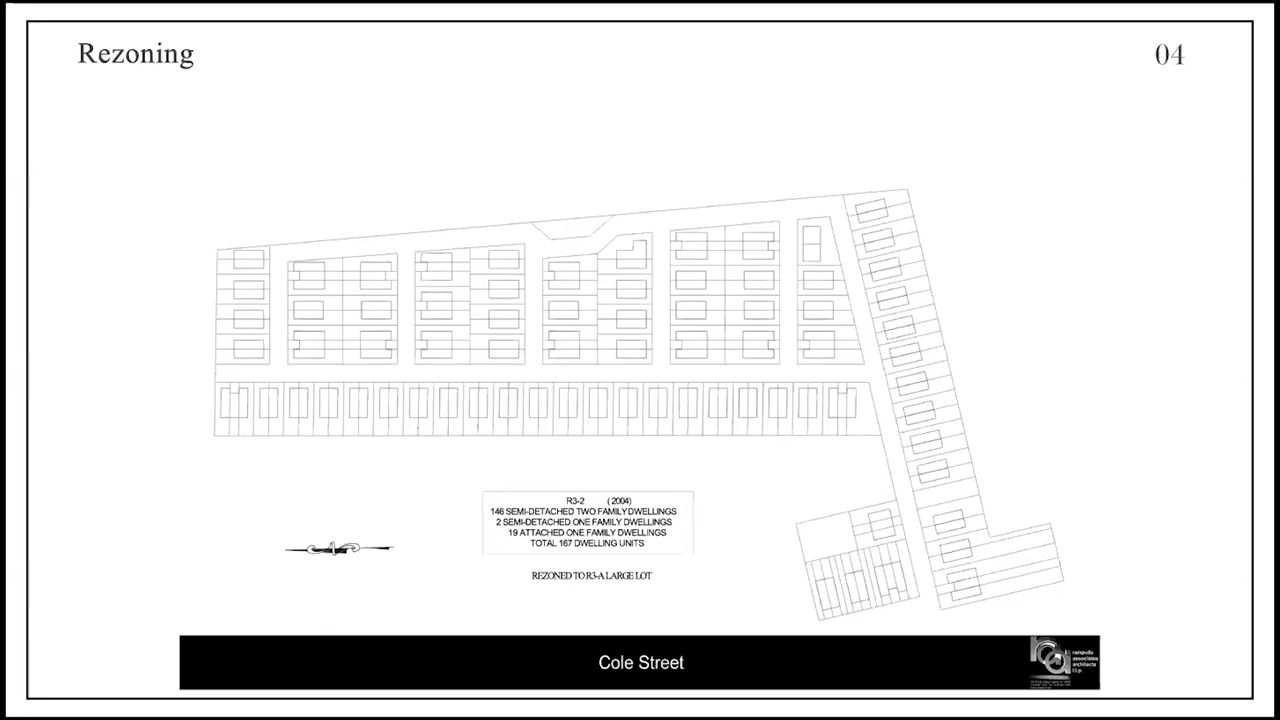 Rezoning
04
R3-2 (2004)
146 SEMI-DETACHED TWO FAMILY DWELLINGS
2 SEMI-DETACHED ONE FAMILY DWELLINGS
19 ATTACHED ONE FAMILY DWELLINGS
TOTAL 167 DWELLING UNITS
REZONED TO R3-A LARGE LOT
Cole Street
rampulla
associates
architects
l.l.p.